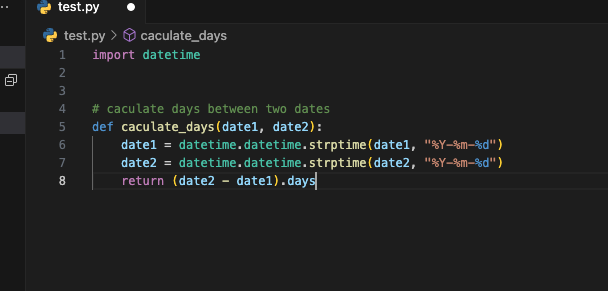 test.py
test.py > caculate_days
1 import datetime
2
3
4 # caculate days between two dates
5 def caculate_days(date1, date2):
6 date1 = datetime.datetime.strptime(date1, "%Y-%m-%d")
7 date2 = datetime.datetime.strptime(date2, "%Y-%m-%d")
8 return (date2 - date1).days